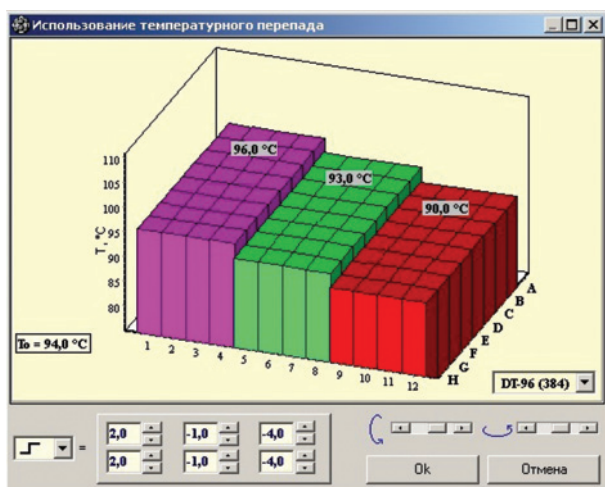 Использование температурного перепада
110
105
100
95
90
85
80
T, °C
96,0 °C
93,0 °C
90,0 °C
1 2 3 4 5 6 7 8 9 10 11 12
A
B
C
D
E
F
G
H
To = 94,0 °C
DT-96 (384)
= 2,0 -1,0 -4,0
2,0 -1,0 -4,0
Ok Отмена